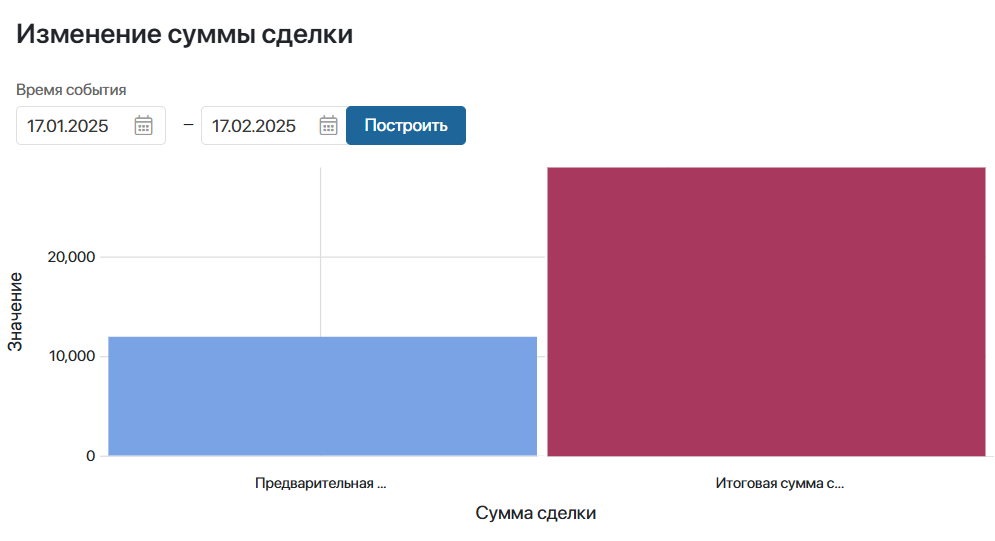 Изменение суммы сделки
Время события
17.01.2025 – 17.02.2025 Построить
20,000
10,000
0
Значение
Предварительная ... Итоговая сумма с...
Сумма сделки